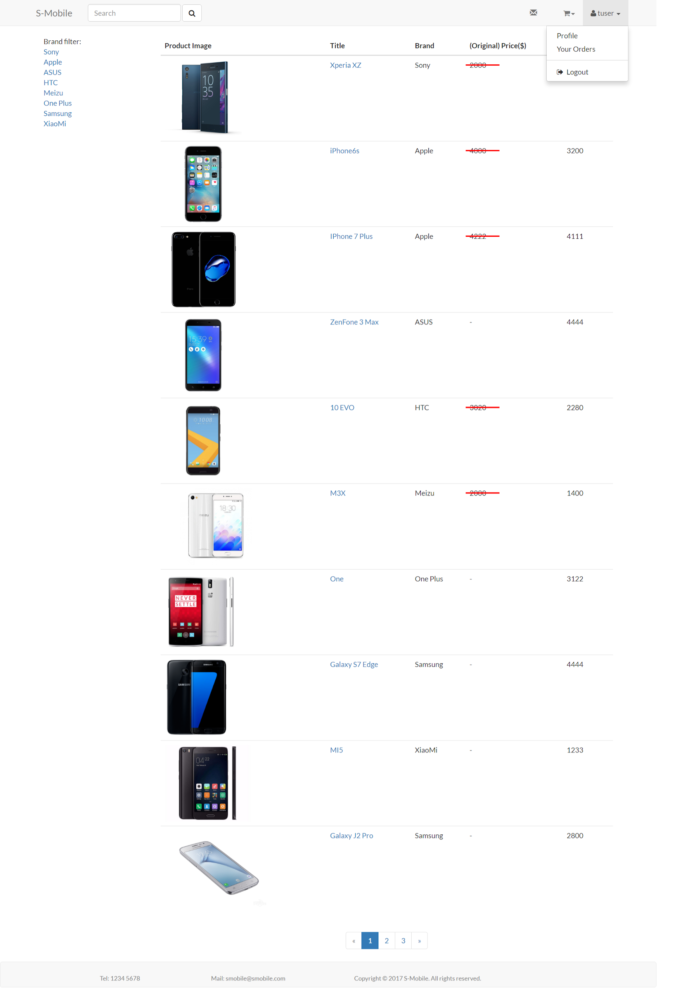 S-Mobile Search tuser
Profile
Your Orders
Logout
Brand filter:
Sony
Apple
ASUS
HTC
Meizu
One Plus
Samsung
XiaoMi
Product Image Title Brand (Original) Price($)
Xperia XZ Sony 2000
10
35
iPhone6s Apple 4000 3200
IPhone 7 Plus Apple 4222 4111
ZenFone 3 Max ASUS - 4444
15:39
10 EVO HTC 3020 2280
10:08
M3X Meizu 2000 1400
18:30
MEIZU
One One Plus - 3122
NEVER
SETTLE
Galaxy S7 Edge Samsung - 4444
SAMSUNG
SAMSUN
MI5 XiaoMi - 1233
04:22
Galaxy J2 Pro Samsung - 2800
« 1 2 3 »
Tel: 1234 5678 Mail: smobile@smobile.com Copyright © 2017 S-Mobile. All rights reserved.